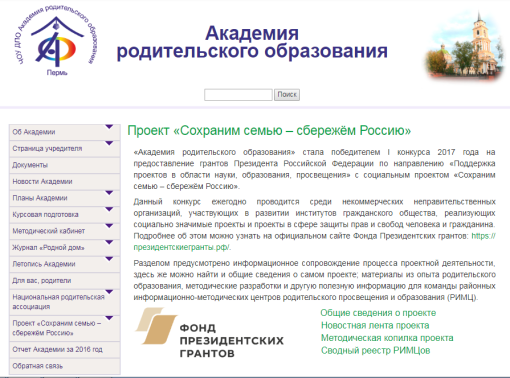 ЧОУ ДПО Академия родительского образования
Пермь
Академия
родительского образования
Поиск
Об Академии
Страница учредителя
Документы
Новости Академии
Планы Академии
Курсовая подготовка
Методический кабинет
Журнал «Родной дом»
Летопись Академии
Для вас, родители
Национальная родительская
ассоциация
Проект «Сохраним семью –
сбережём Россию»
Отчет Академии за 2016 год
Обратная связь
Проект «Сохраним семью – сбережём Россию»
«Академия родительского образования» стала победителем I конкурса 2017 года на
предоставление грантов Президента Российской Федерации по направлению «Поддержка
проектов в области науки, образования, просвещения» с социальным проектом «Сохраним
семью – сбережём Россию».
Данный конкурс ежегодно проводится среди некоммерческих неправительственных
организаций, участвующих в развитии институтов гражданского общества, реализующих
социально значимые проекты и проекты в сфере защиты прав и свобод человека и гражданина.
Подробнее об этом можно узнать на официальном сайте Фонда Президентских грантов: https://
президентскиегранты.рф/.
Разделом предусмотрено информационное сопровождение процесса проектной деятельности,
здесь же можно найти и общие сведения о самом проекте; материалы из опыта родительского
образования, методические разработки и другую полезную информацию для команды районных
информационно-методических центров родительского просвещения и образования (РИМЦ).
ФОНД
ПРЕЗИДЕНТСКИХ
ГРАНТОВ
Общие сведения о проекте
Новостная лента проекта
Методическая копилка проекта
Сводный реестр РИМЦов